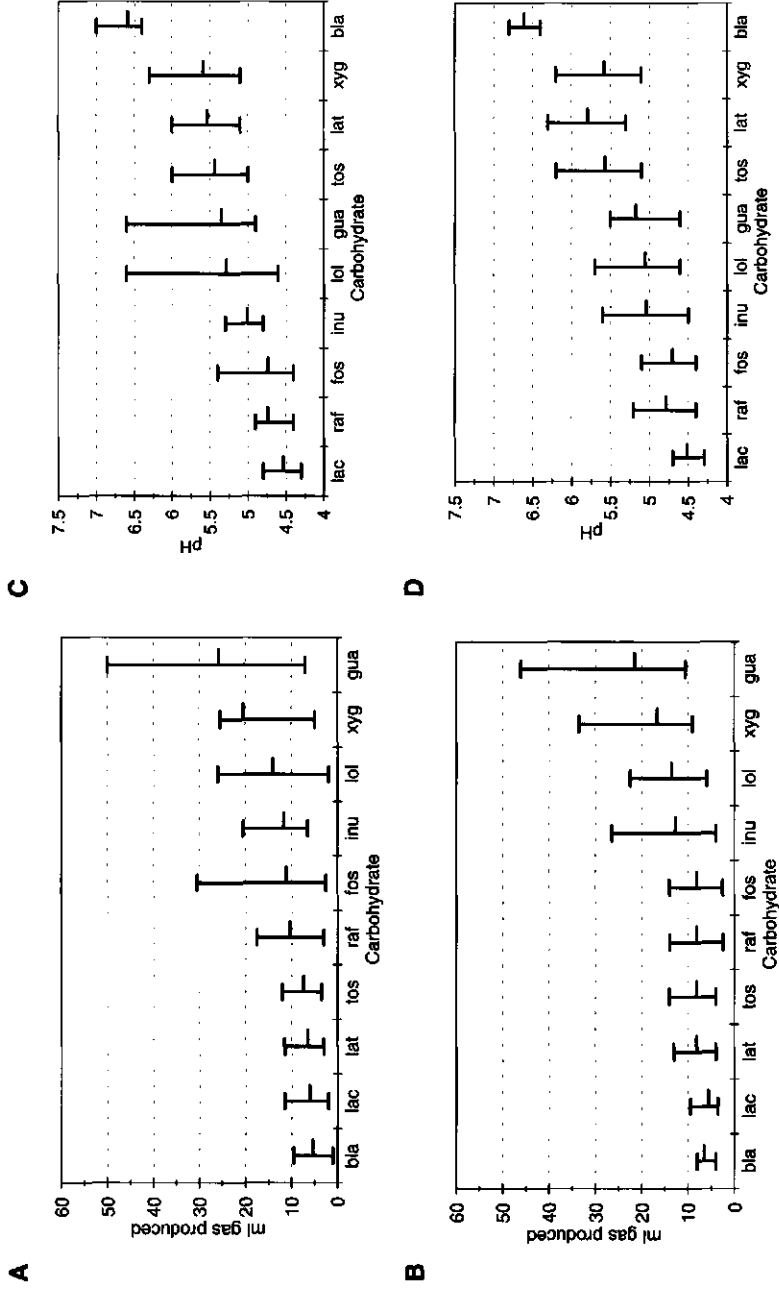 A
60
50
40
30
20
10
0
ml gas produced
bla lac lat tos raf fos inu lol xyg gua
Carbohydrate
B
60
50
40
30
20
10
0
ml gas produced
bla lac lat tos raf fos inu lol xyg gua
Carbohydrate
C
7.5
7
6.5
6
5.5
5
4.5
4
pH
lac raf fos inu lol gua tos lat xyg bla
Carbohydrate
D
7.5
7
6.5
6
5.5
5
4.5
4
pH
lac raf fos inu lol gua tos lat xyg bla
Carbohydrate